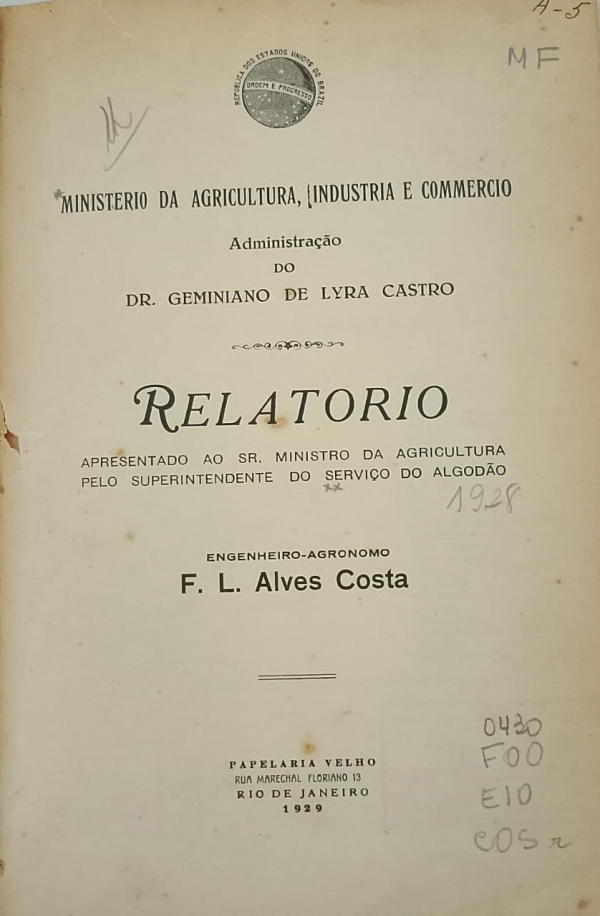 A-5
MF
REPUBLICA DOS ESTADOS UNIDOS DO BRAZIL
ORDEM E PROGRESSO
MINISTERIO DA AGRICULTURA, INDUSTRIA E COMMERCIO
Administração
DO
DR. GEMINIANO DE LYRA CASTRO
RELATORIO
APRESENTADO AO SR. MINISTRO DA AGRICULTURA
PELO SUPERINTENDENTE DO SERVIÇO DO ALGODÃO
1928
ENGENHEIRO-AGRONOMO
F. L. Alves Costa
PAPELARIA VELHO
RUA MARECHAL FLORIANO 13
RIO DE JANEIRO
1929
0430
F00
E10
COS r